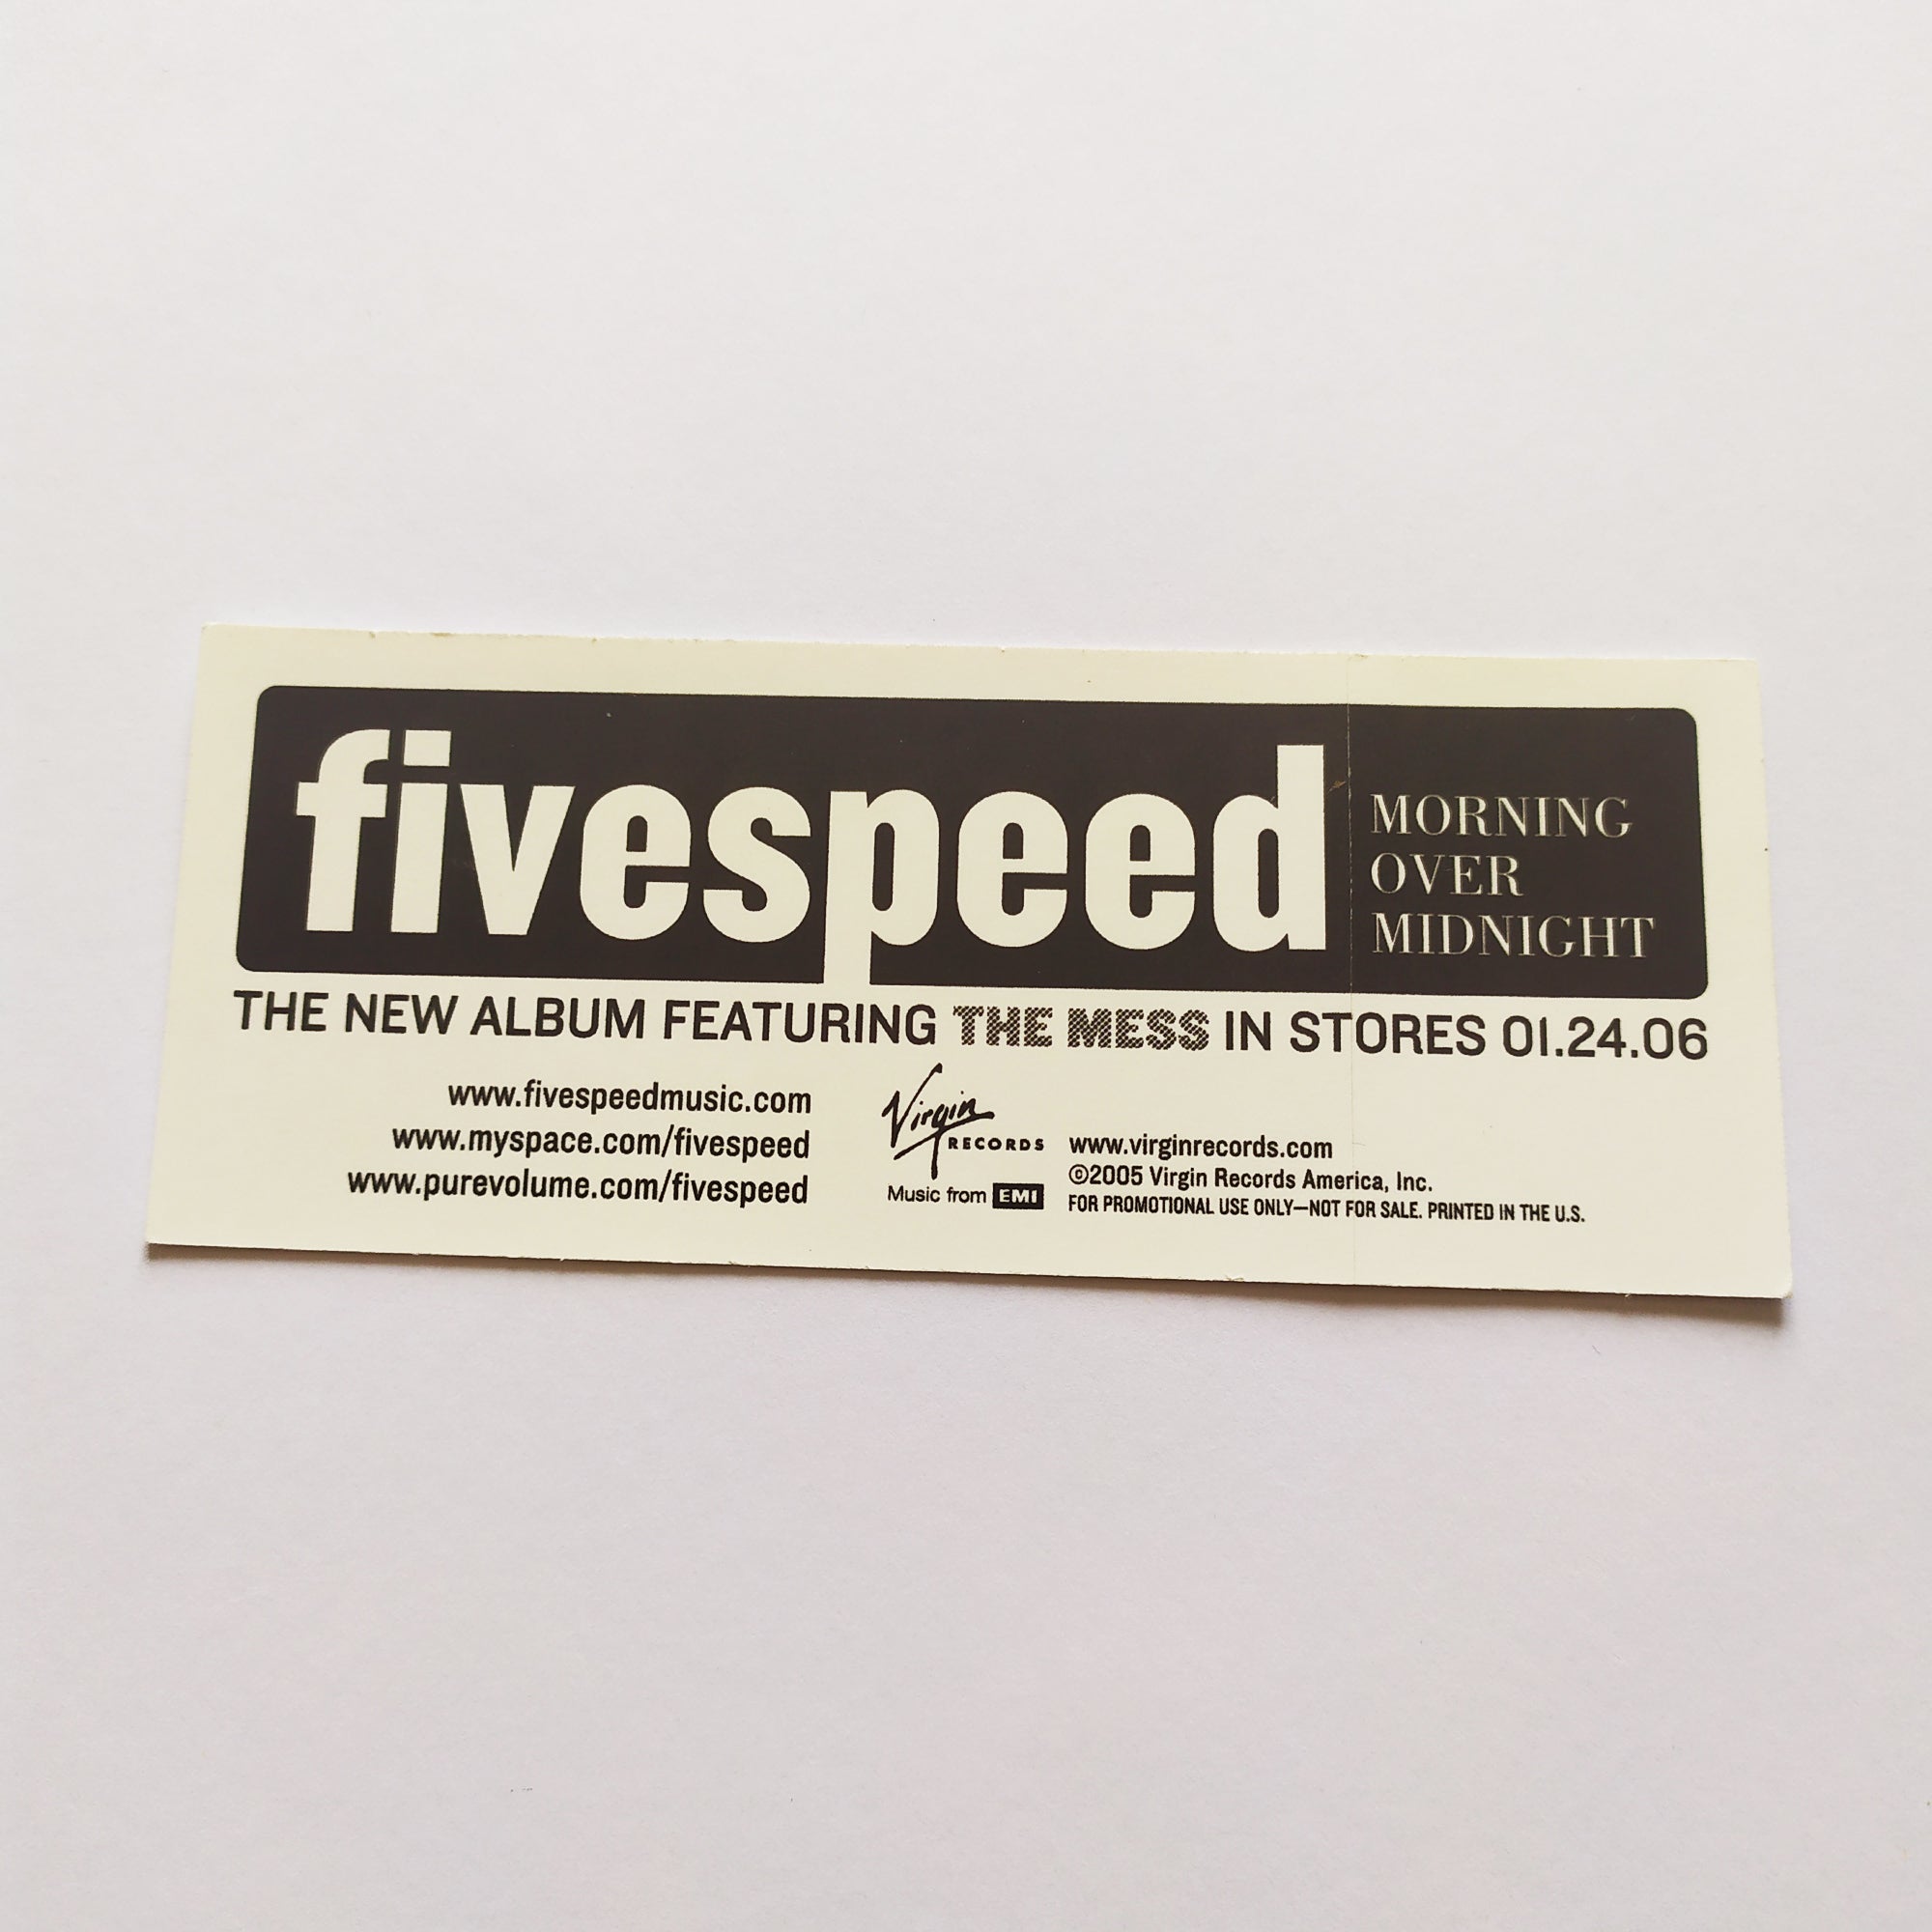 fivespeed
MORNING
OVER
MIDNIGHT
THE NEW ALBUM FEATURING THE MESS IN STORES 01.24.06
www.fivespeedmusic.com
www.myspace.com/fivespeed
www.purevolume.com/fivespeed
Virgin
RECORDS
Music from EMI
www.virginrecords.com
©2005 Virgin Records America, Inc.
FOR PROMOTIONAL USE ONLY—NOT FOR SALE. PRINTED IN THE U.S.